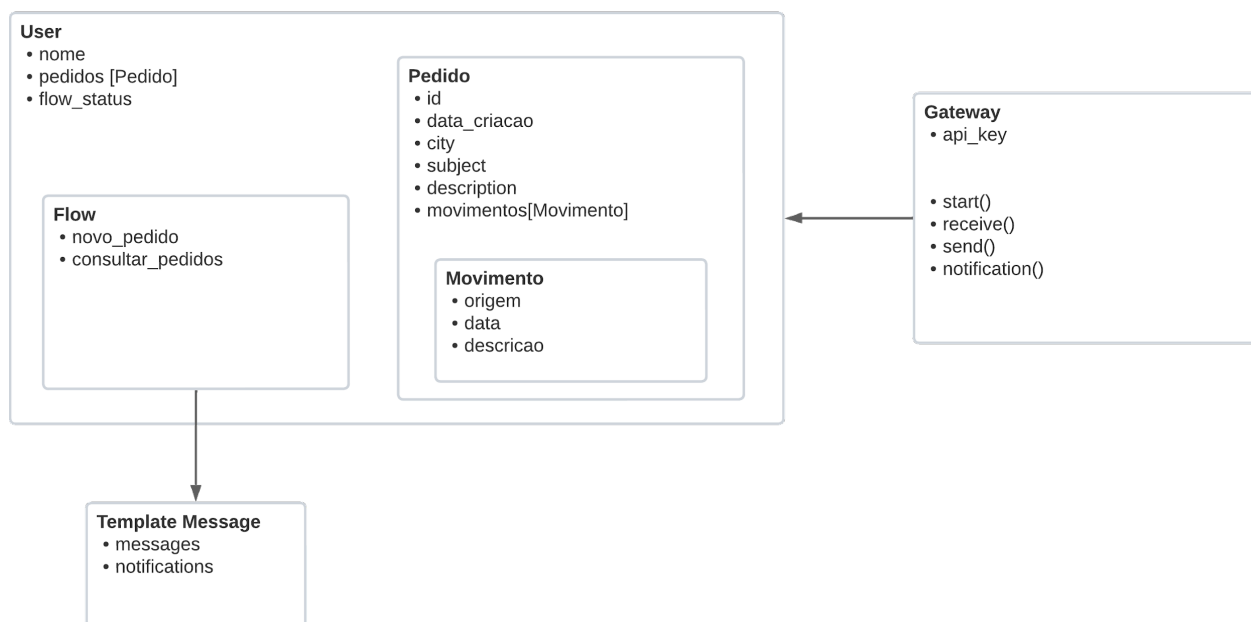 User
• nome
• pedidos [Pedido]
• flow_status
Flow
• novo_pedido
• consultar_pedidos
Pedido
• id
• data_criacao
• city
• subject
• description
• movimentos[Movimento]
Movimento
• origem
• data
• descricao
Gateway
• api_key
• start()
• receive()
• send()
• notification()
Template Message
• messages
• notifications